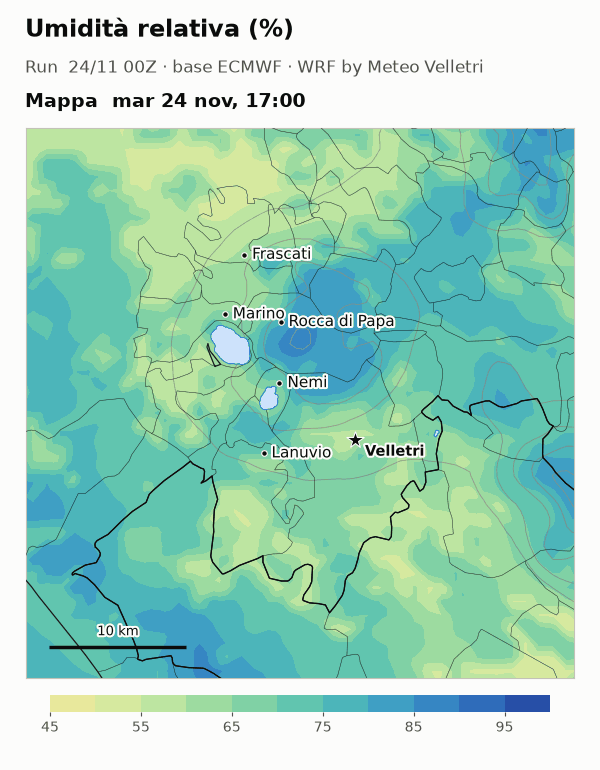 Umidità relativa (%)
Run 24/11 00Z · base ECMWF · WRF by Meteo Velletri
Mappa mar 24 nov, 17:00
Frascati
Marino
Rocca di Papa
Nemi
Velletri
Lanuvio
10 km
45 55 65 75 85 95